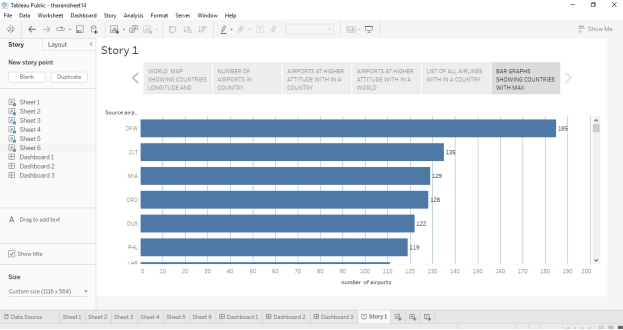 Tableau Public - tharanisheet14
File Data Worksheet Dashboard Story Analysis Format Server Window Help
Show Me
Story Layout
Story 1
New story point
Blank Duplicate
WORLD MAP SHOWING COUNTRIES LONGITUDE AND
NUMBER OF AIRPORTS IN COUNTRY
AIRPORTS AT HIGHER ATTITUDE WITH IN A COUNTRY
AIRPORTS AT HIGHER ATTITUDE WITH IN A WORLD
LIST OF ALL AIRLINES WITH IN A COUNTRY
BAR GRAPHS SHOWING COUNTRIES WITH MAX
Sheet 1
Sheet 2
Sheet 3
Sheet 4
Sheet 5
Sheet 6
Dashboard 1
Dashboard 2
Dashboard 3
A Drag to add text
Show title
Size
Custom size (1116 x 564)
Source airp..
DFW 185
CLT 135
MIA 129
ORD 128
DUS 122
PHL 119
LHR
0 10 20 30 40 50 60 70 80 90 100 110 120 130 140 150 160 170 180 190 200
number of airports
Data Source Sheet 1 Sheet 2 Sheet 3 Sheet 4 Sheet 5 Sheet 6 Dashboard 1 Dashboard 2 Dashboard 3 Story 1